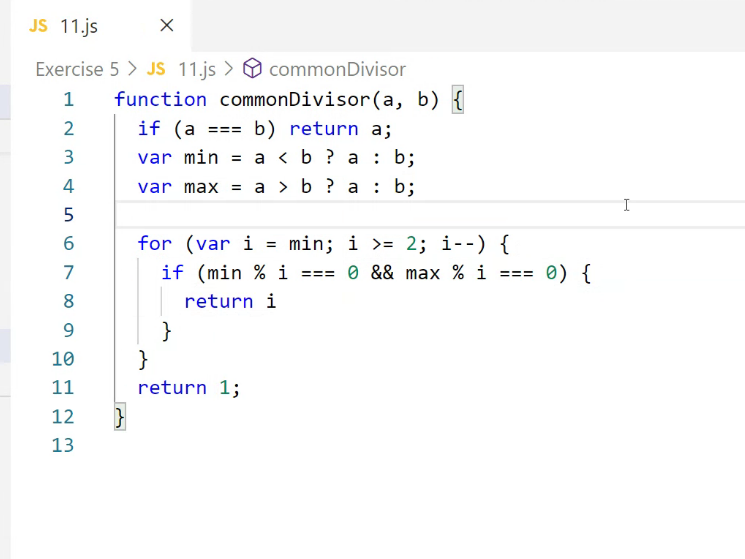 JS 11.js ×
Exercise 5 > JS 11.js > commonDivisor
1 function commonDivisor(a, b) {
2   if (a === b) return a;
3   var min = a < b ? a : b;
4   var max = a > b ? a : b;
5
6   for (var i = min; i >= 2; i--) {
7     if (min % i === 0 && max % i === 0) {
8       return i
9     }
10   }
11   return 1;
12 }
13